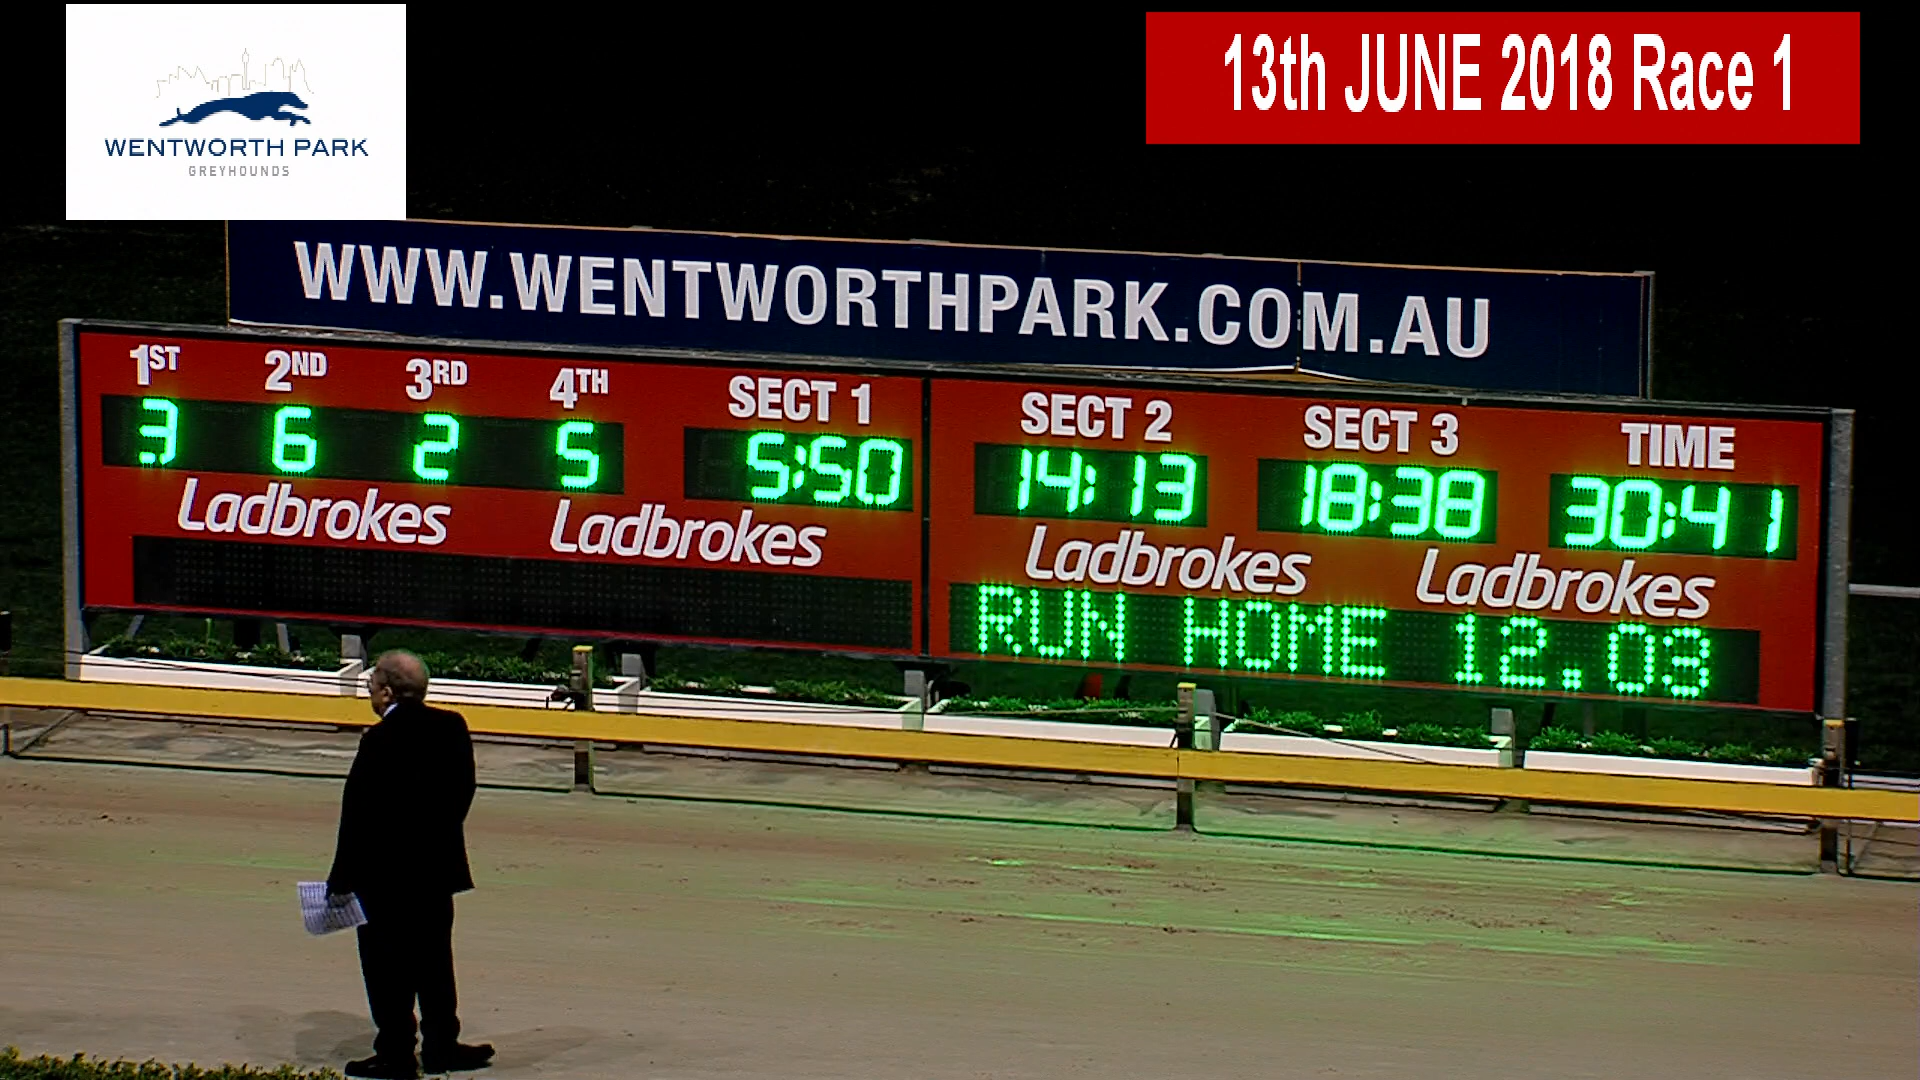 WENTWORTH PARK
GREYHOUNDS
13th JUNE 2018 Race 1
WWW.WENTWORTHPARK.COM.AU
1ST 2ND 3RD 4TH SECT 1 SECT 2 SECT 3 TIME
3 6 2 5 5:50 14:13 18:38 30:41
Ladbrokes Ladbrokes Ladbrokes Ladbrokes
RUN HOME 12.03